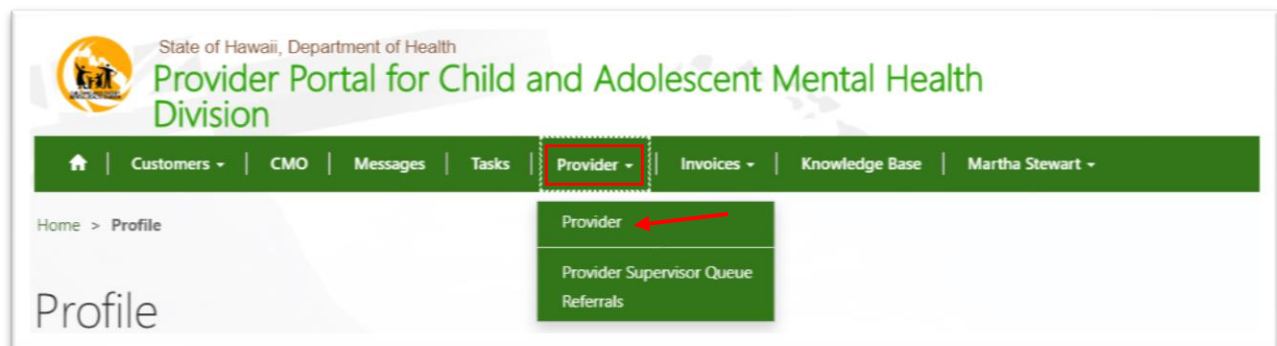 State of Hawaii, Department of Health
Provider Portal for Child and Adolescent Mental Health
Division
Customers | CMO | Messages | Tasks | Provider | Invoices | Knowledge Base | Martha Stewart
Home > Profile
Provider
Provider Supervisor Queue
Referrals
Profile